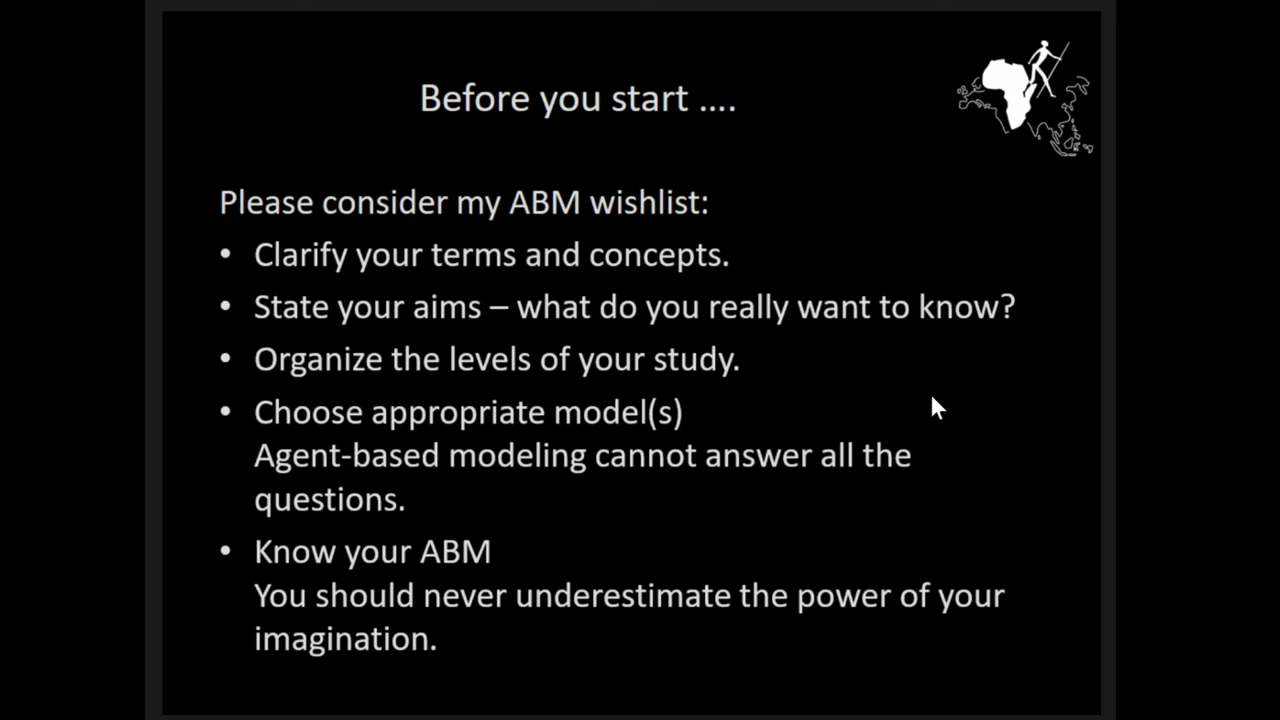 Before you start ....
Please consider my ABM wishlist:
• Clarify your terms and concepts.
• State your aims – what do you really want to know?
• Organize the levels of your study.
• Choose appropriate model(s)
Agent-based modeling cannot answer all the
questions.
• Know your ABM
You should never underestimate the power of your
imagination.